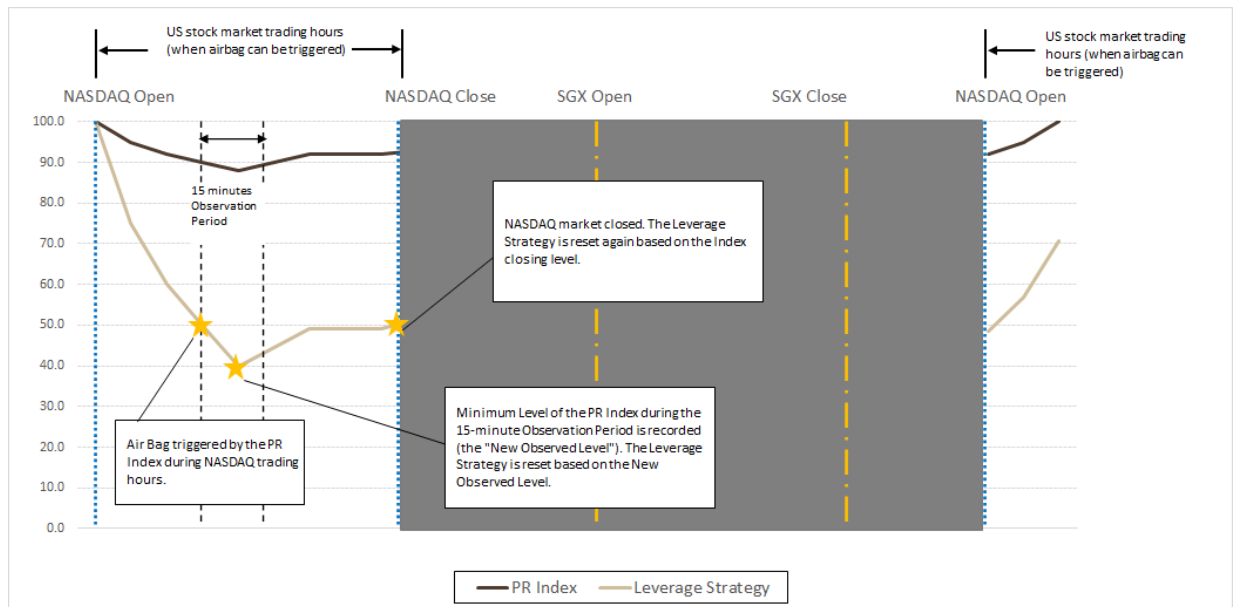 US stock market trading hours
(when airbag can be triggered)
US stock market trading
hours (when airbag can
be triggered)
NASDAQ Open
NASDAQ Close
SGX Open
SGX Close
NASDAQ Open
100.0
90.0
80.0
70.0
60.0
50.0
40.0
30.0
20.0
10.0
0.0
15 minutes
Observation
Period
NASDAQ market closed. The Leverage
Strategy is reset again based on the Index
closing level.
Air Bag triggered by the PR
Index during NASDAQ trading
hours.
Minimum Level of the PR Index during the
15-minute Observation Period is recorded
(the "New Observed Level"). The Leverage
Strategy is reset based on the New
Observed Level.
PR Index
Leverage Strategy